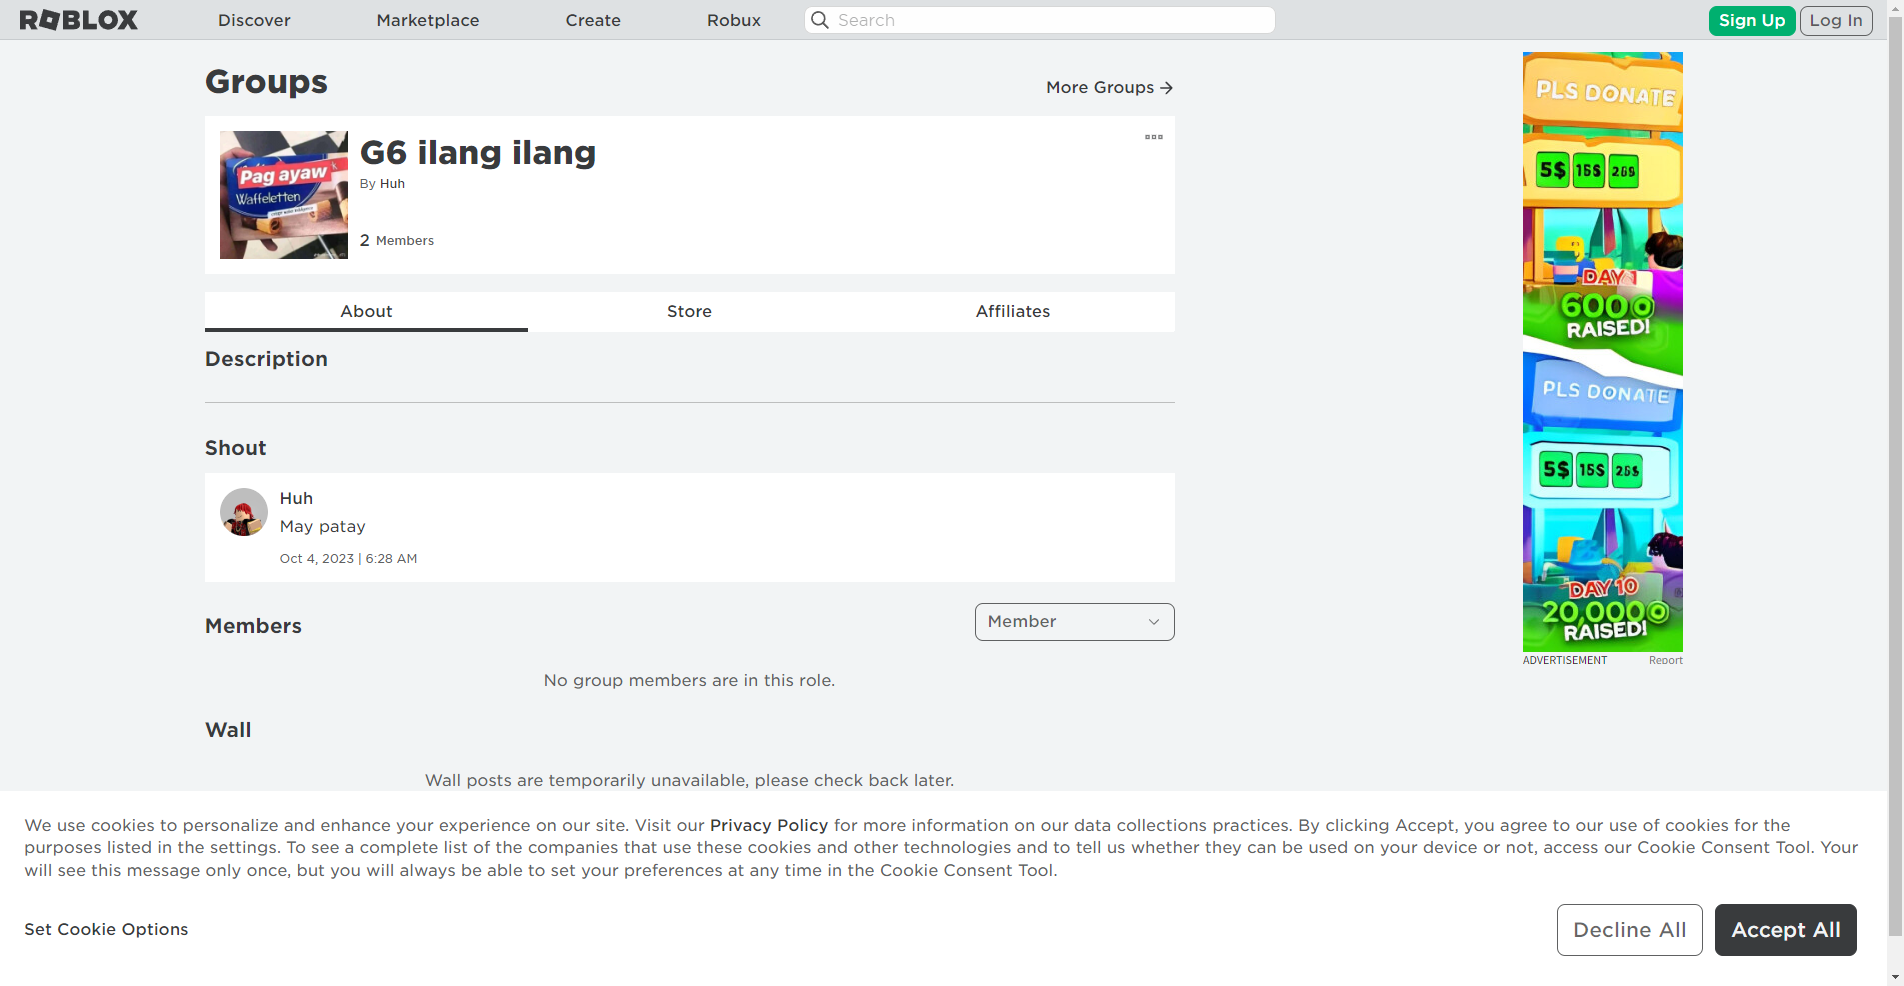 ROBLOX Discover Marketplace Create Robux Search Sign Up Log In
Groups
More Groups →
Pag ayaw
Waffeletten
G6 ilang ilang
By Huh
2 Members
About Store Affiliates
Description
Shout
Huh
May patay
Oct 4, 2023 | 6:28 AM
Members
Member
No group members are in this role.
Wall
Wall posts are temporarily unavailable, please check back later.
PLS DONATE
5$ 15$
DAY 1
600
RAISED!
PLS DONATE
5$ 15$
DAY 10
20,000
RAISED!
ADVERTISEMENT Report
We use cookies to personalize and enhance your experience on our site. Visit our Privacy Policy for more information on our data collections practices. By clicking Accept, you agree to our use of cookies for the
purposes listed in the settings. To see a complete list of the companies that use these cookies and other technologies and to tell us whether they can be used on your device or not, access our Cookie Consent Tool. Your
will see this message only once, but you will always be able to set your preferences at any time in the Cookie Consent Tool.
Set Cookie Options
Decline All Accept All